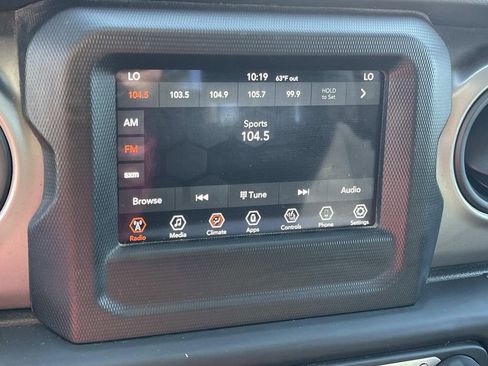 LO 10:19 63°F out LO
104.5 103.5 104.9 105.7 99.9 HOLD to Set
AM
FM
sxm
Sports
104.5
Browse Tune Audio
Radio Media Climate Apps Controls Phone Settings